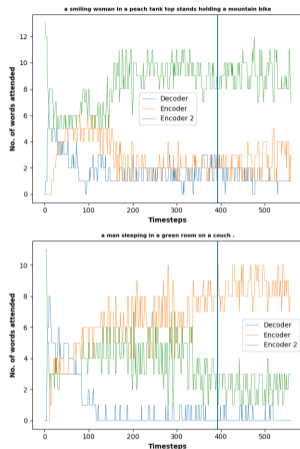 a smiling woman in a peach tank top stands holding a mountain bike
No. of words attended
12
10
8
6
4
2
0
Decoder
Encoder
Encoder 2
0 100 200 300 400 500
Timesteps
a man sleeping in a green room on a couch .
No. of words attended
10
8
6
4
2
0
Decoder
Encoder
Encoder 2
0 100 200 300 400 500
Timesteps